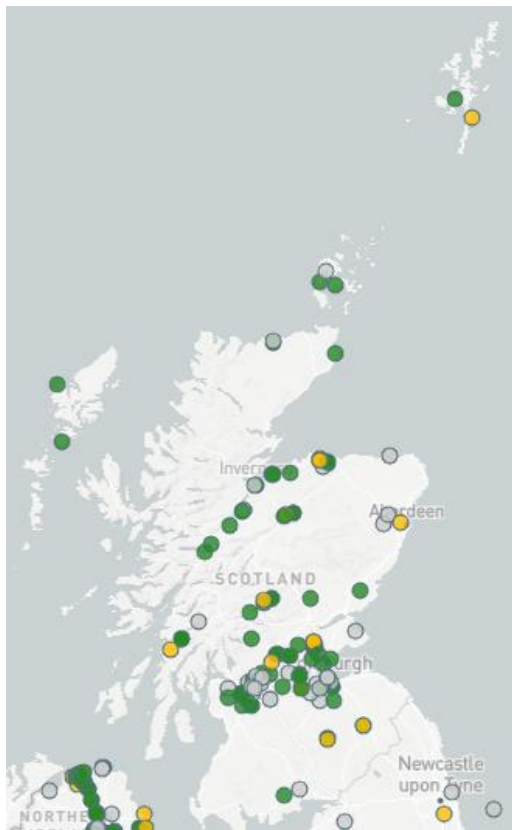 Inverness
Aberdeen
SCOTLAND
Edinburgh
Newcastle
upon Tyne
NORTHE